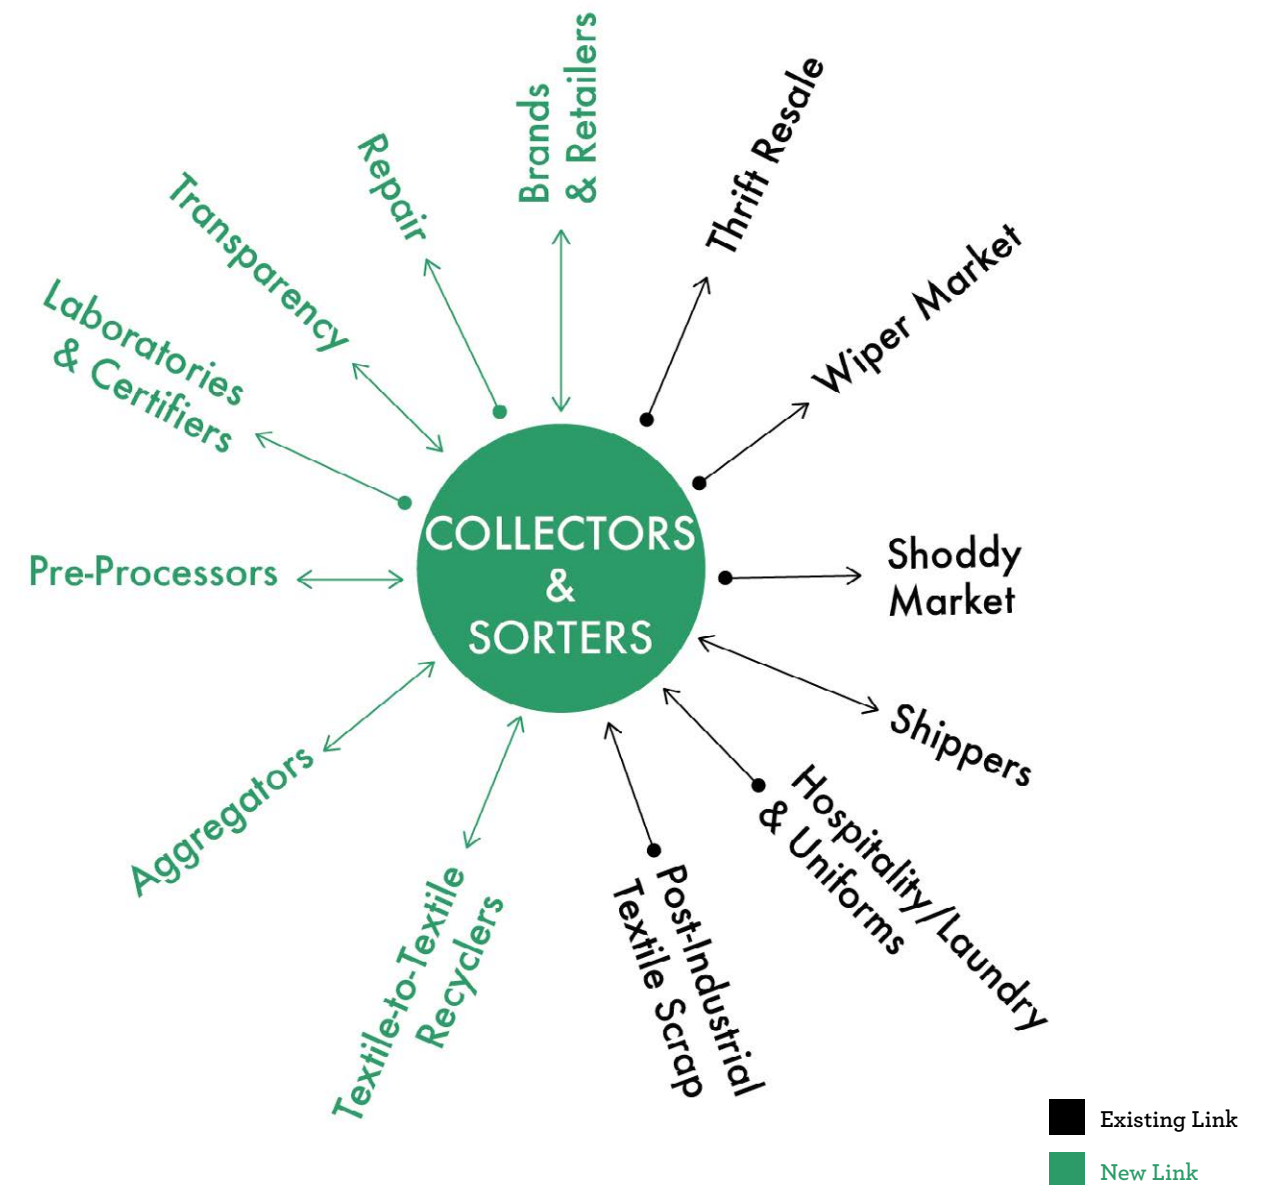 Brands
& Retailers
Thrift Resale
Wiper Market
Shoddy
Market
Shippers
Hospitality/Laundry
& Uniforms
Post-Industrial
Textile Scrap
Textile-to-Textile
Recyclers
Aggregators
Pre-Processors
Laboratories
& Certifiers
Transparency
Repair
COLLECTORS
&
SORTERS
Existing Link
New Link